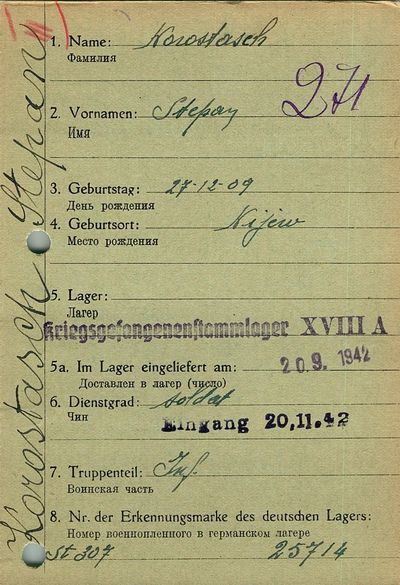 Korostasch Stepan
1. Name: Korostasch
Фамилия
271
2. Vornamen: Stepan
Имя
3. Geburtstag: 27-12-09
День рождения
4. Geburtsort: Nijew
Место рождения
5. Lager:
Лагер
Kriegsgefangenenstammlager XVIII A
5a. Im Lager eingeliefert am: 20.9. 1942
Доставлен в лагер (число)
6. Dienstgrad: soldat
Чин
Eingang 20.11.42
7. Truppenteil: Inf.
Воинская часть
8. Nr. der Erkennungsmarke des deutschen Lagers:
Номер военнопленного в германском лагере
St 307 25714